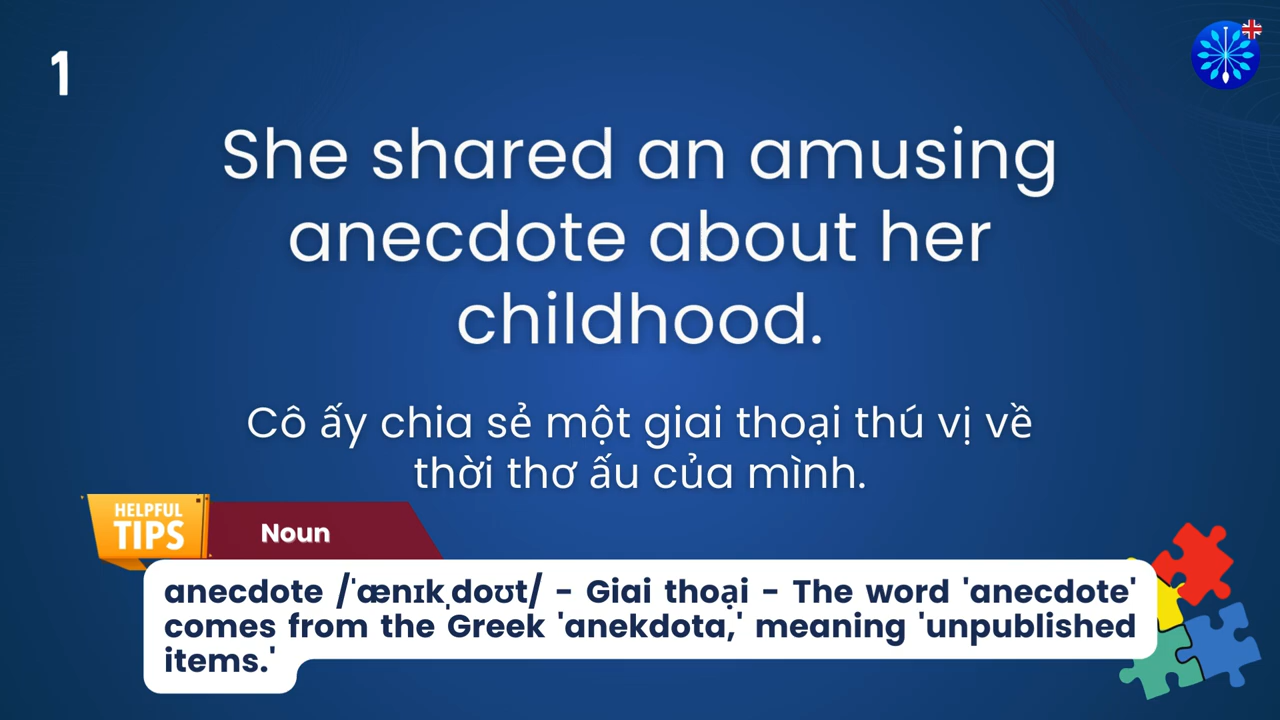 1
She shared an amusing
anecdote about her
childhood.
Cô ấy chia sẻ một giai thoại thú vị về
thời thơ ấu của mình.
HELPFUL
TIPS
Noun
anecdote /ˈænɪkˌdoʊt/ - Giai thoại - The word 'anecdote'
comes from the Greek 'anekdota,' meaning 'unpublished
items.'